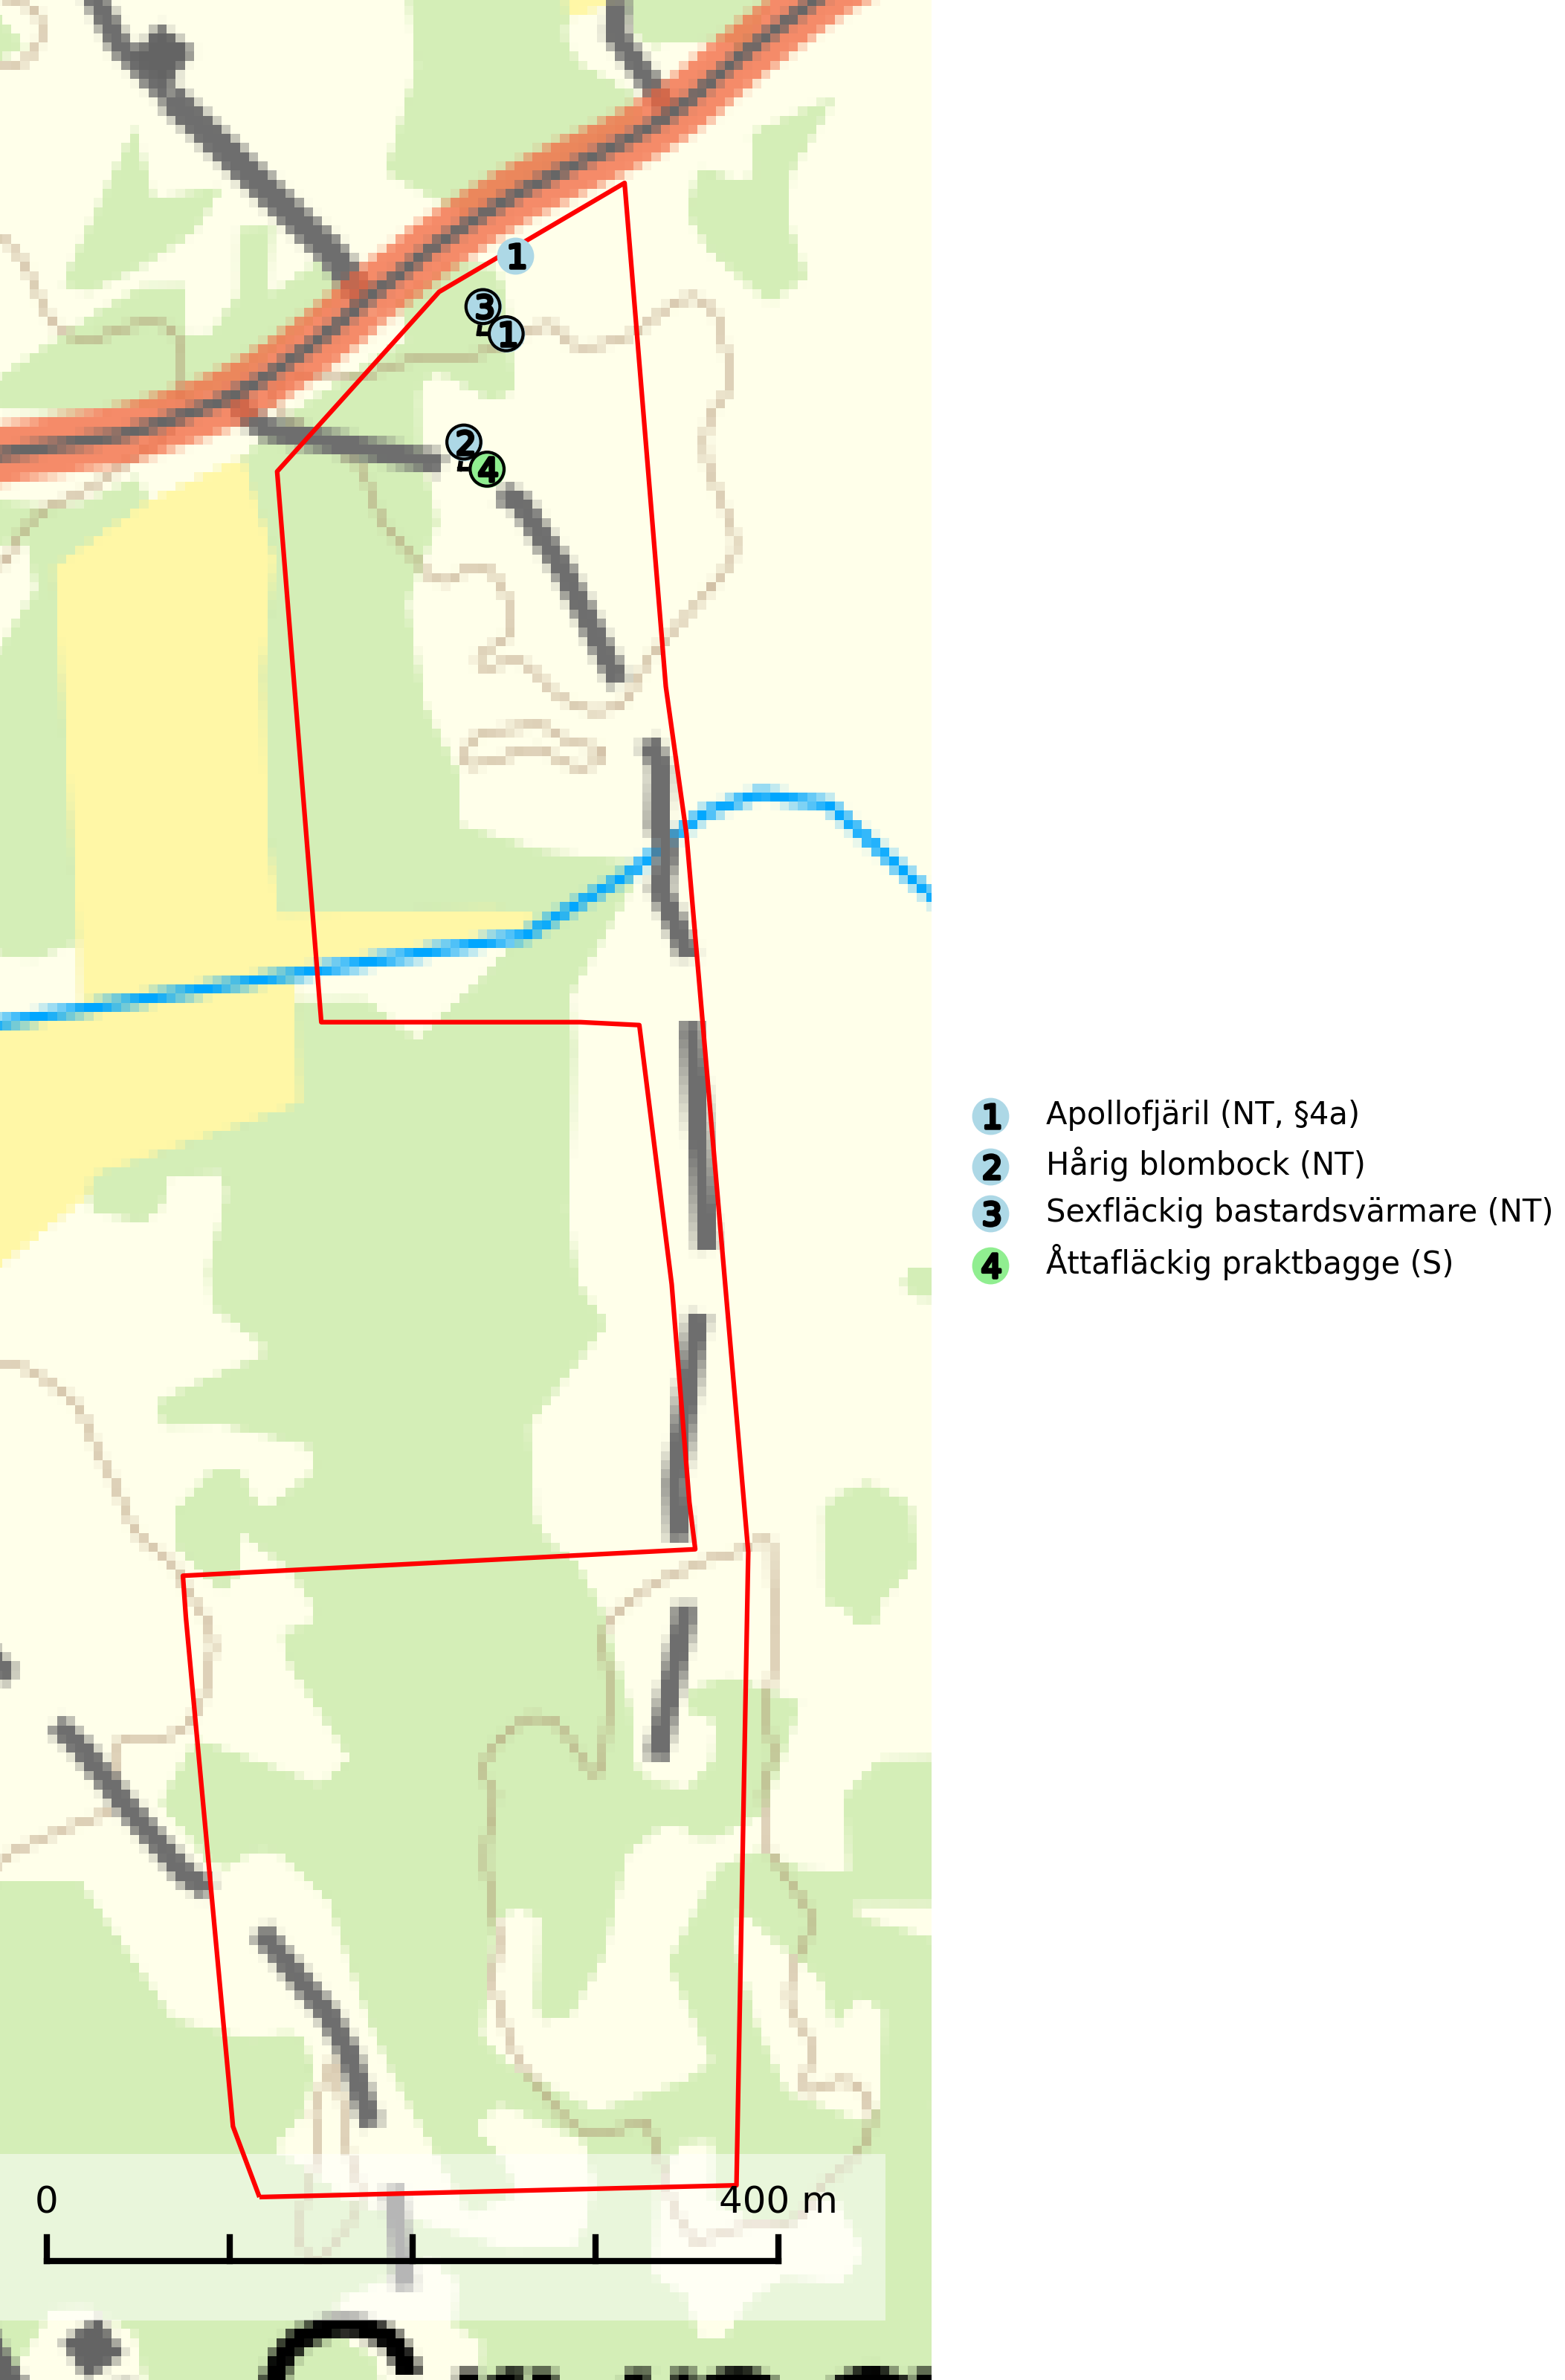 1
3
1
2
4
1 Apollofjäril (NT, §4a)
2 Hårig blombock (NT)
3 Sexfläckig bastardsvärmare (NT)
4 Åttafläckig praktbagge (S)
0 400 m